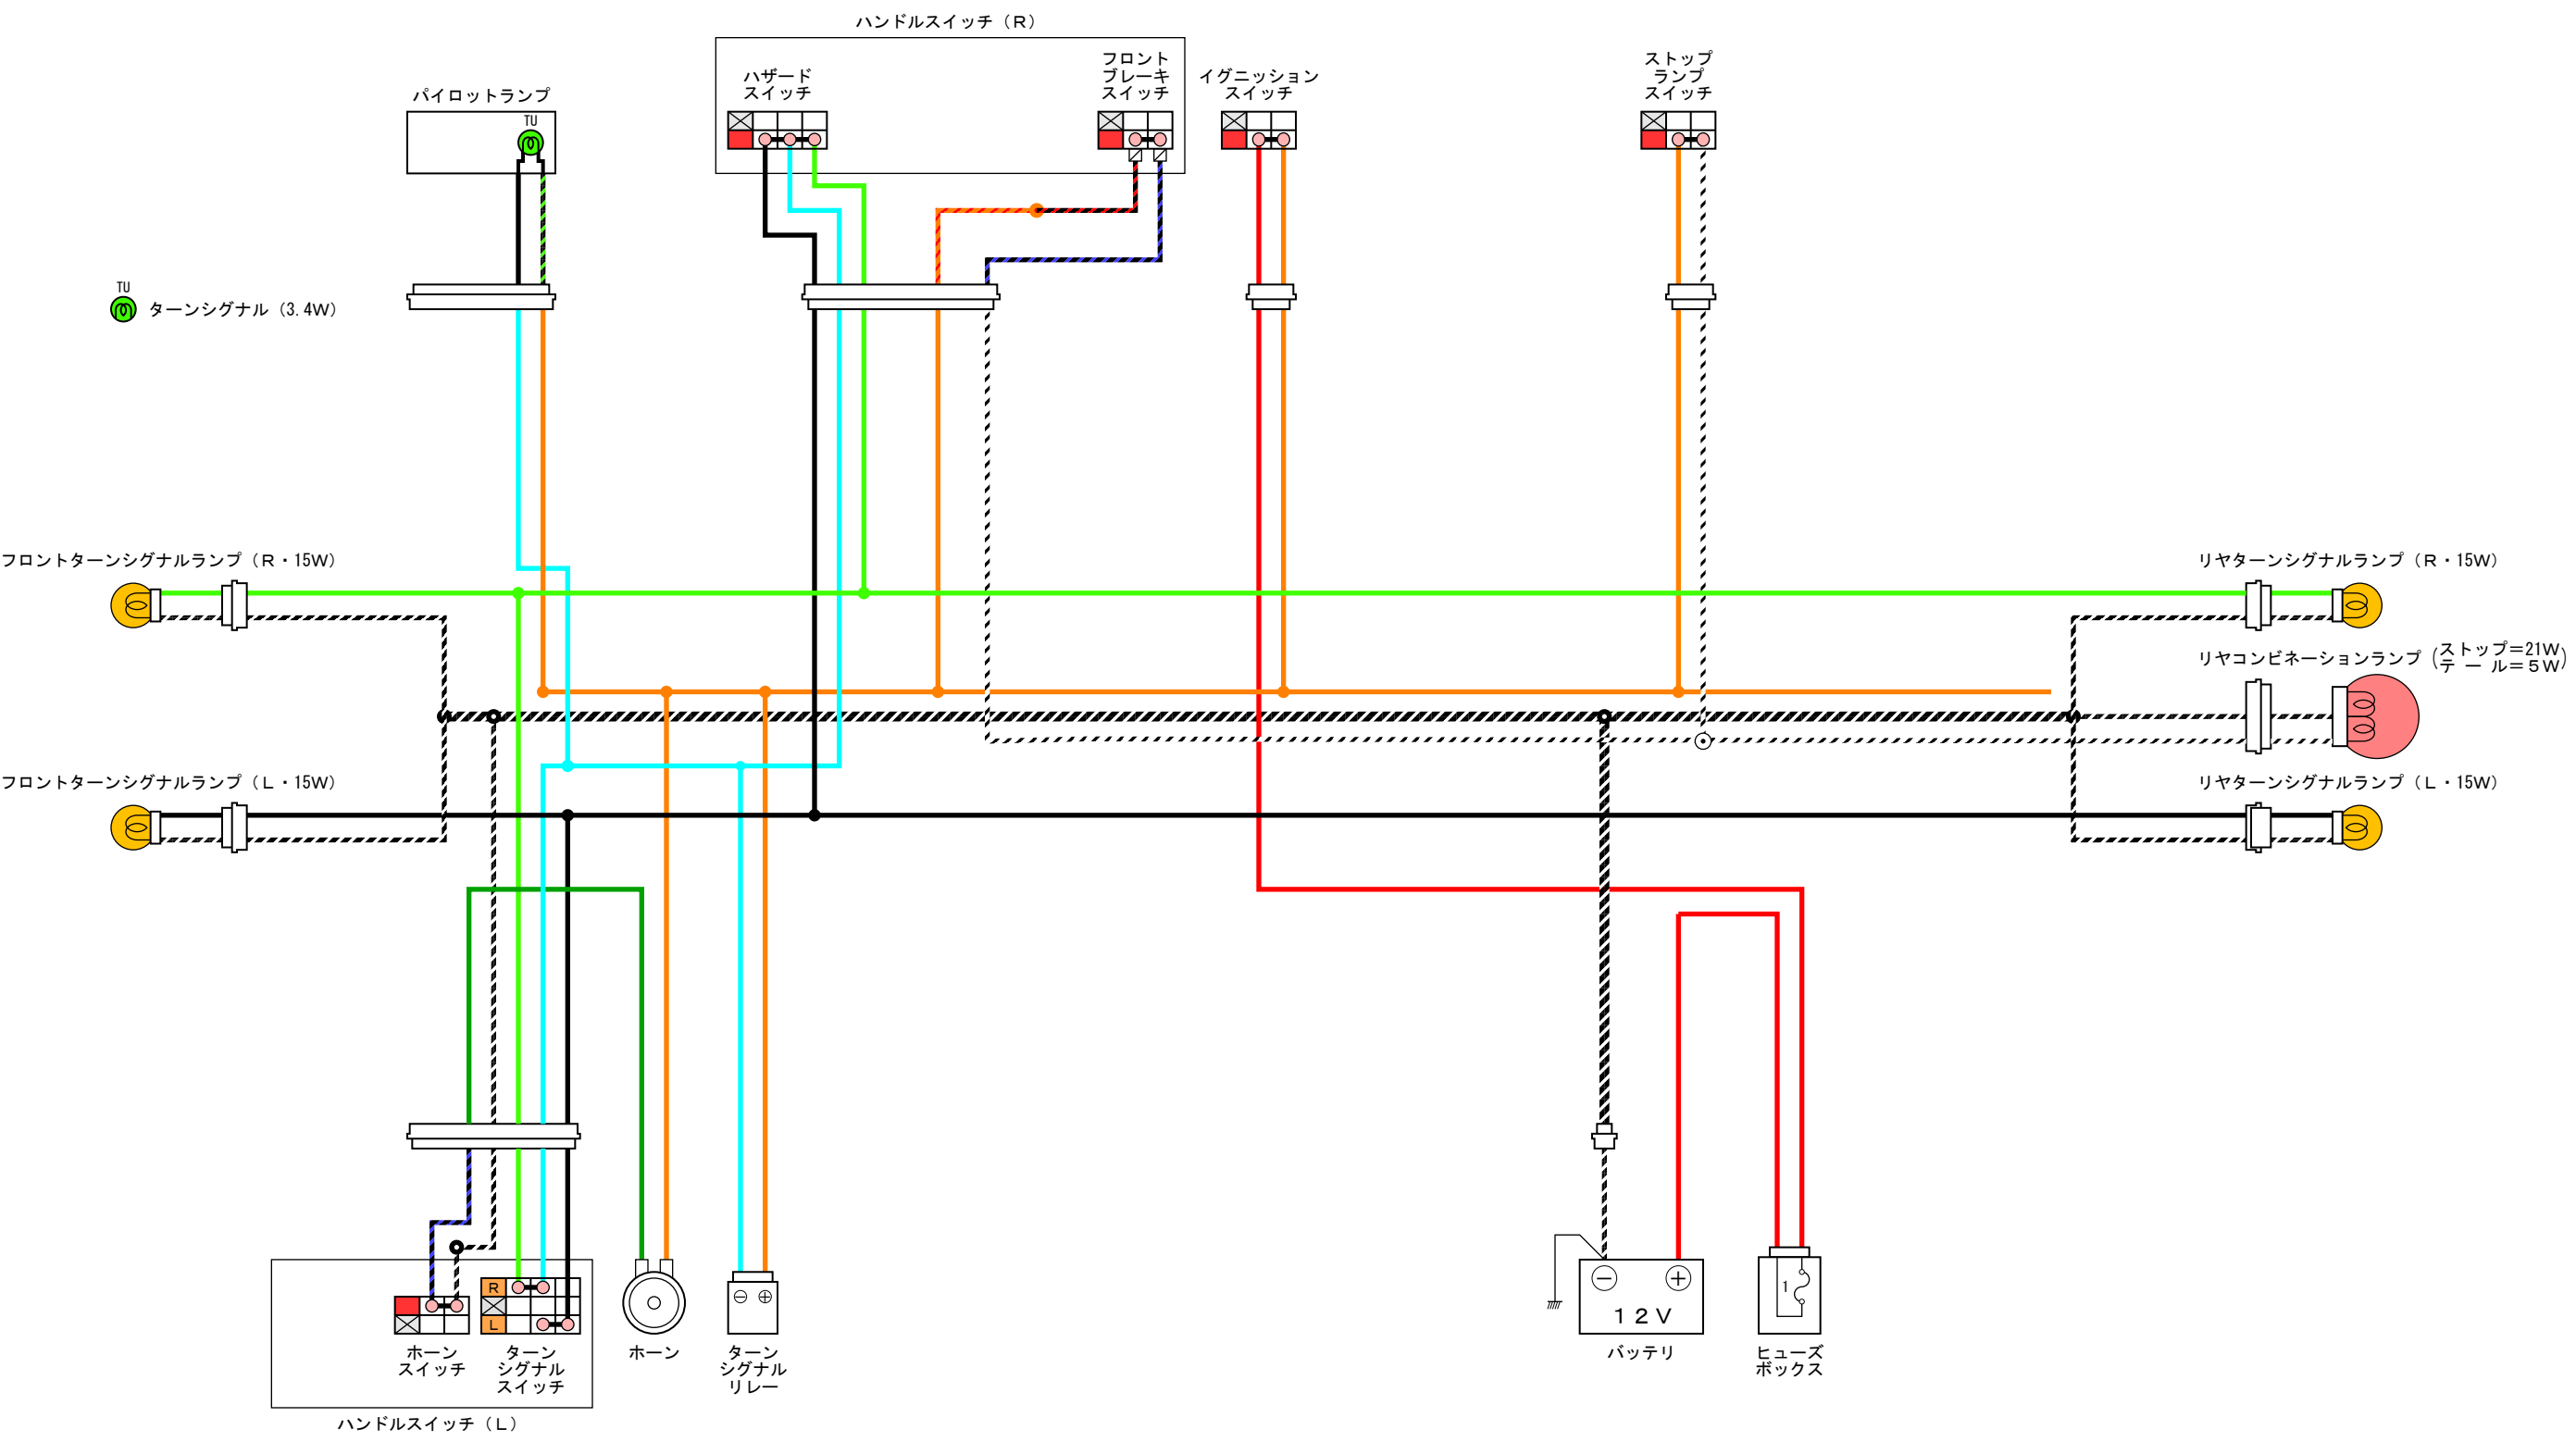 ハンドルスイッチ（R）
ハザード
スイッチ
フロント
ブレーキ
スイッチ
イグニッション
スイッチ
ストップ
ランプ
スイッチ
パイロットランプ
TU
TU
ターンシグナル（3.4W）
フロントターンシグナルランプ（R・15W）
リヤターンシグナルランプ（R・15W）
リヤコンビネーションランプ（ストップ＝21W
テール＝5W）
フロントターンシグナルランプ（L・15W）
リヤターンシグナルランプ（L・15W）
R
L
ホーン
スイッチ
ターン
シグナル
スイッチ
ハンドルスイッチ（L）
ホーン
⊖ ⊕
ターン
シグナル
リレー
⊖ ⊕
12V
バッテリ
1
ヒューズ
ボックス